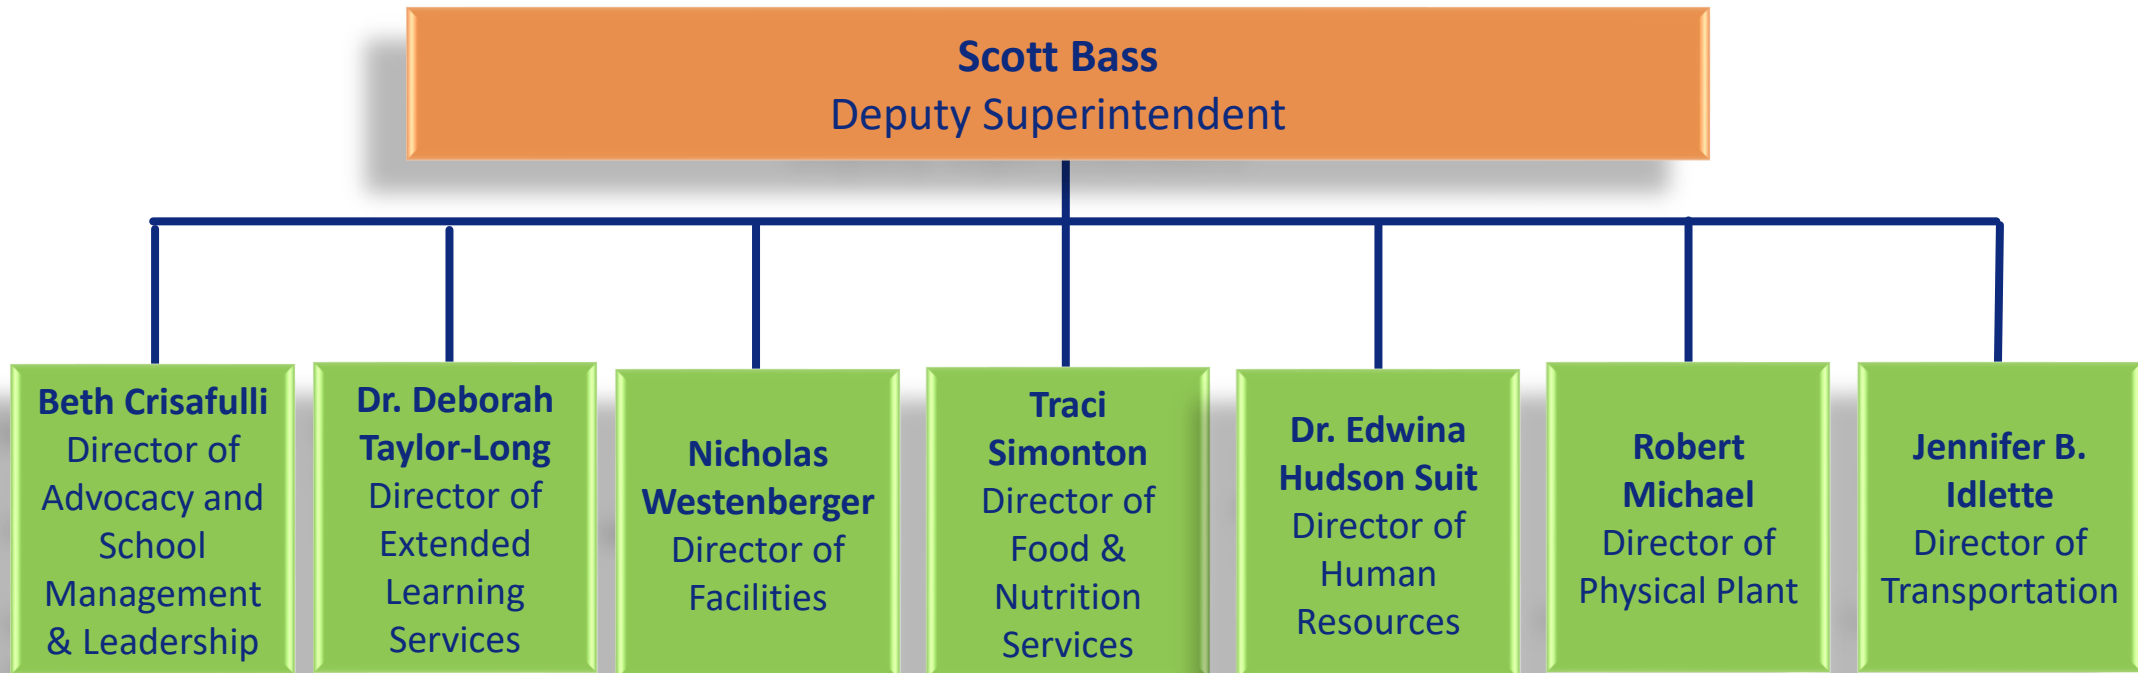 Scott Bass
Deputy Superintendent
Beth Crisafulli
Director of
Advocacy and
School
Management
& Leadership
Dr. Deborah
Taylor-Long
Director of
Extended
Learning
Services
Nicholas
Westenberger
Director of
Facilities
Traci
Simonton
Director of
Food &
Nutrition
Services
Dr. Edwina
Hudson Suit
Director of
Human
Resources
Robert
Michael
Director of
Physical Plant
Jennifer B.
Idlette
Director of
Transportation